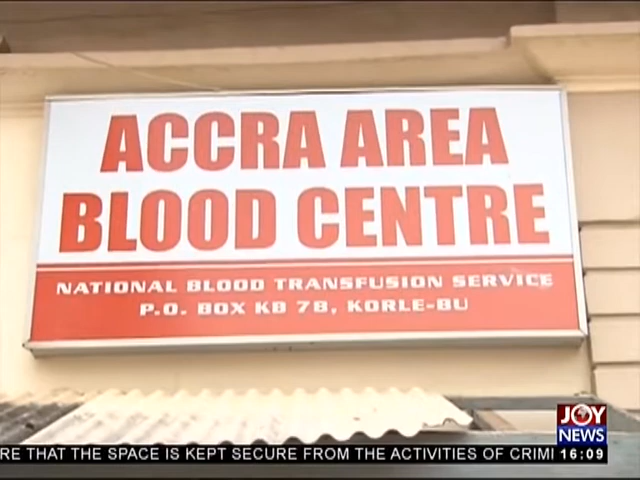 ACCRA AREA
BLOOD CENTRE
NATIONAL BLOOD TRANSFUSION SERVICE
P.O. BOX KB 78, KORLE-BU
JOY
NEWS
RE THAT THE SPACE IS KEPT SECURE FROM THE ACTIVITIES OF CRIMI 16:09